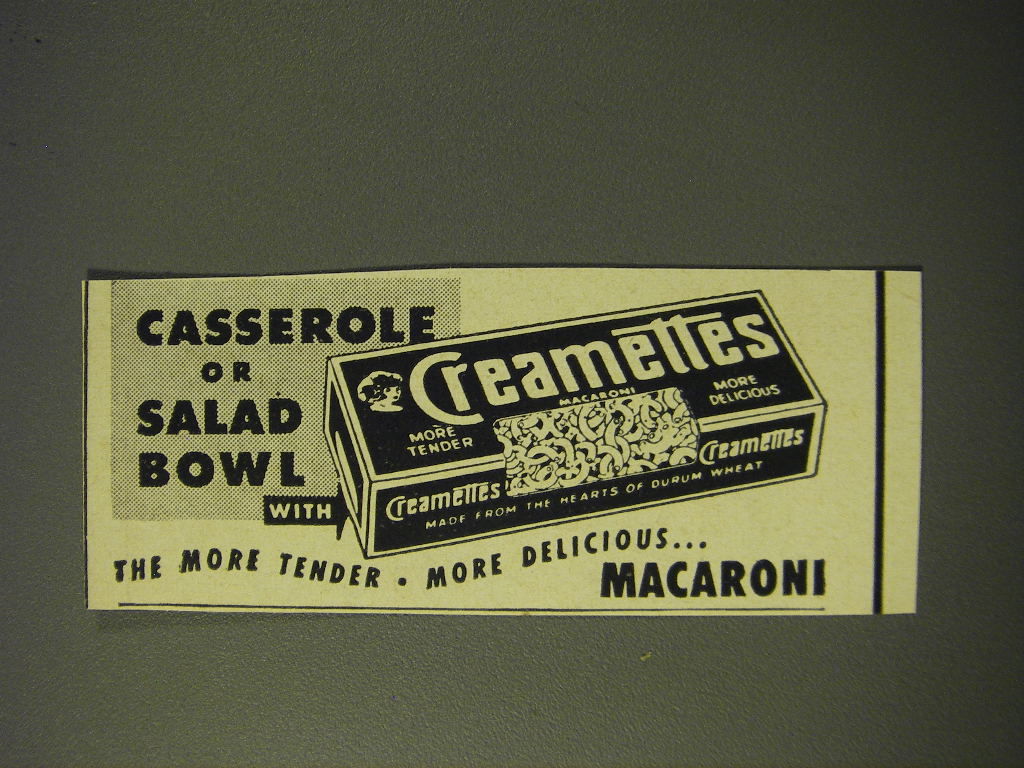 CASSEROLE
OR
SALAD
BOWL
WITH
Creamettes
MACARONI
MORE
TENDER
MORE
DELICIOUS
Creamettes
Creamettes
MADE FROM THE HEARTS OF DURUM WHEAT
THE MORE TENDER • MORE DELICIOUS...
MACARONI